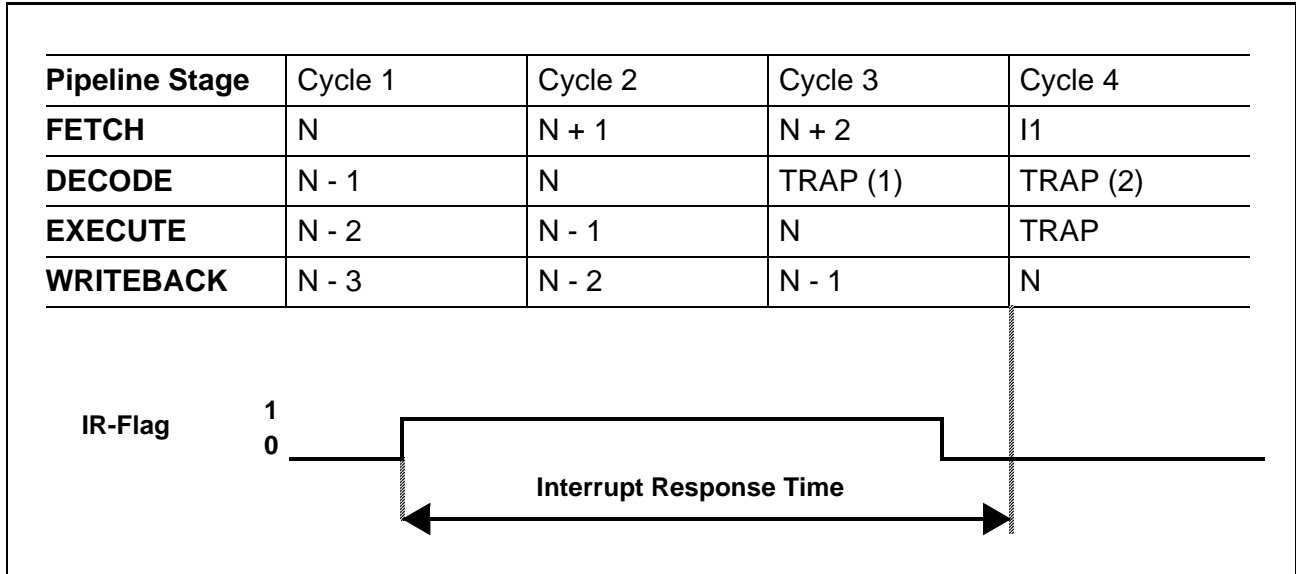 Pipeline Stage Cycle 1 Cycle 2 Cycle 3 Cycle 4
FETCH N N + 1 N + 2 I1
DECODE N - 1 N TRAP (1) TRAP (2)
EXECUTE N - 2 N - 1 N TRAP
WRITEBACK N - 3 N - 2 N - 1 N
IR-Flag 1
0
Interrupt Response Time